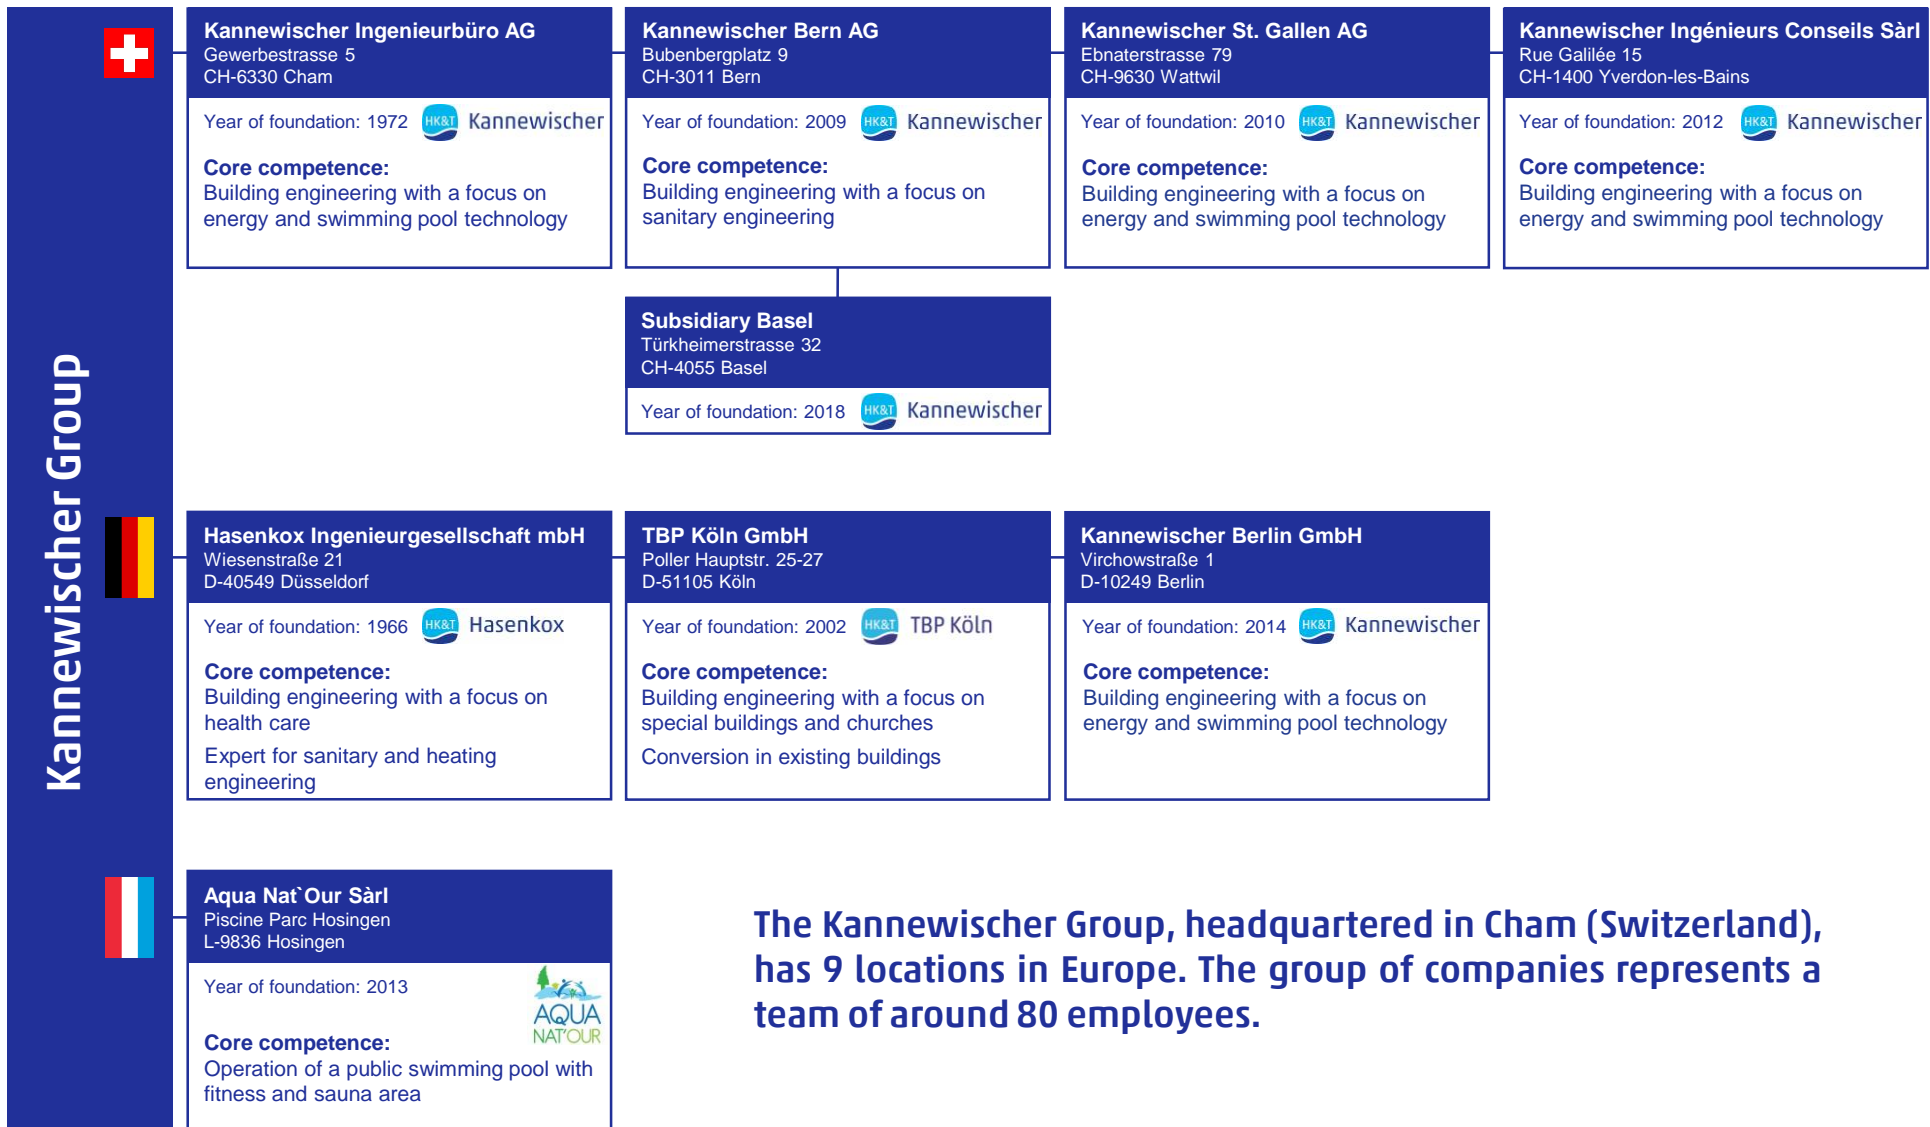 Kannewischer Group
Kannewischer Ingenieurbüro AG
Gewerbestrasse 5
CH-6330 Cham
Year of foundation: 1972
HK&T Kannewischer
Core competence:
Building engineering with a focus on
energy and swimming pool technology
Kannewischer Bern AG
Bubenbergplatz 9
CH-3011 Bern
Year of foundation: 2009
HK&T Kannewischer
Core competence:
Building engineering with a focus on
sanitary engineering
Kannewischer St. Gallen AG
Ebnaterstrasse 79
CH-9630 Wattwil
Year of foundation: 2010
HK&T Kannewischer
Core competence:
Building engineering with a focus on
energy and swimming pool technology
Kannewischer Ingénieurs Conseils Sàrl
Rue Galilée 15
CH-1400 Yverdon-les-Bains
Year of foundation: 2012
HK&T Kannewischer
Core competence:
Building engineering with a focus on
energy and swimming pool technology
Subsidiary Basel
Türkheimerstrasse 32
CH-4055 Basel
Year of foundation: 2018
HK&T Kannewischer
Hasenkox Ingenieurgesellschaft mbH
Wiesenstraße 21
D-40549 Düsseldorf
Year of foundation: 1966
HK&T Hasenkox
Core competence:
Building engineering with a focus on
health care
Expert for sanitary and heating
engineering
TBP Köln GmbH
Poller Hauptstr. 25-27
D-51105 Köln
Year of foundation: 2002
HK&T TBP Köln
Core competence:
Building engineering with a focus on
special buildings and churches
Conversion in existing buildings
Kannewischer Berlin GmbH
Virchowstraße 1
D-10249 Berlin
Year of foundation: 2014
HK&T Kannewischer
Core competence:
Building engineering with a focus on
energy and swimming pool technology
Aqua Nat`Our Sàrl
Piscine Parc Hosingen
L-9836 Hosingen
Year of foundation: 2013
AQUA
NAT'OUR
Core competence:
Operation of a public swimming pool with
fitness and sauna area
The Kannewischer Group, headquartered in Cham (Switzerland),
has 9 locations in Europe. The group of companies represents a
team of around 80 employees.